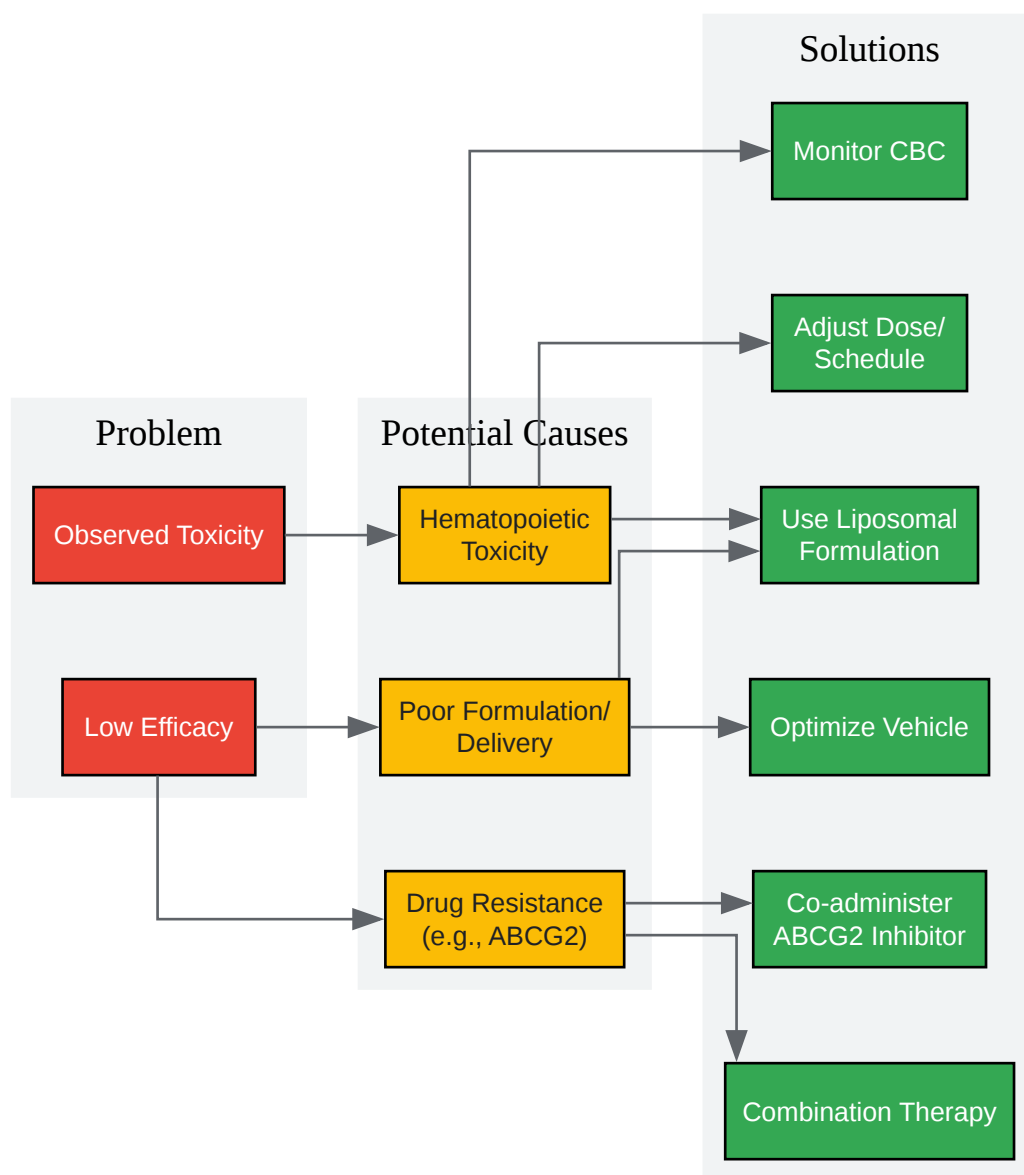 Solutions
Monitor CBC
Adjust Dose/
Schedule
Problem
Potential Causes
Observed Toxicity
Hematopoietic
Toxicity
Use Liposomal
Formulation
Low Efficacy
Poor Formulation/
Delivery
Optimize Vehicle
Drug Resistance
(e.g., ABCG2)
Co-administer
ABCG2 Inhibitor
Combination Therapy